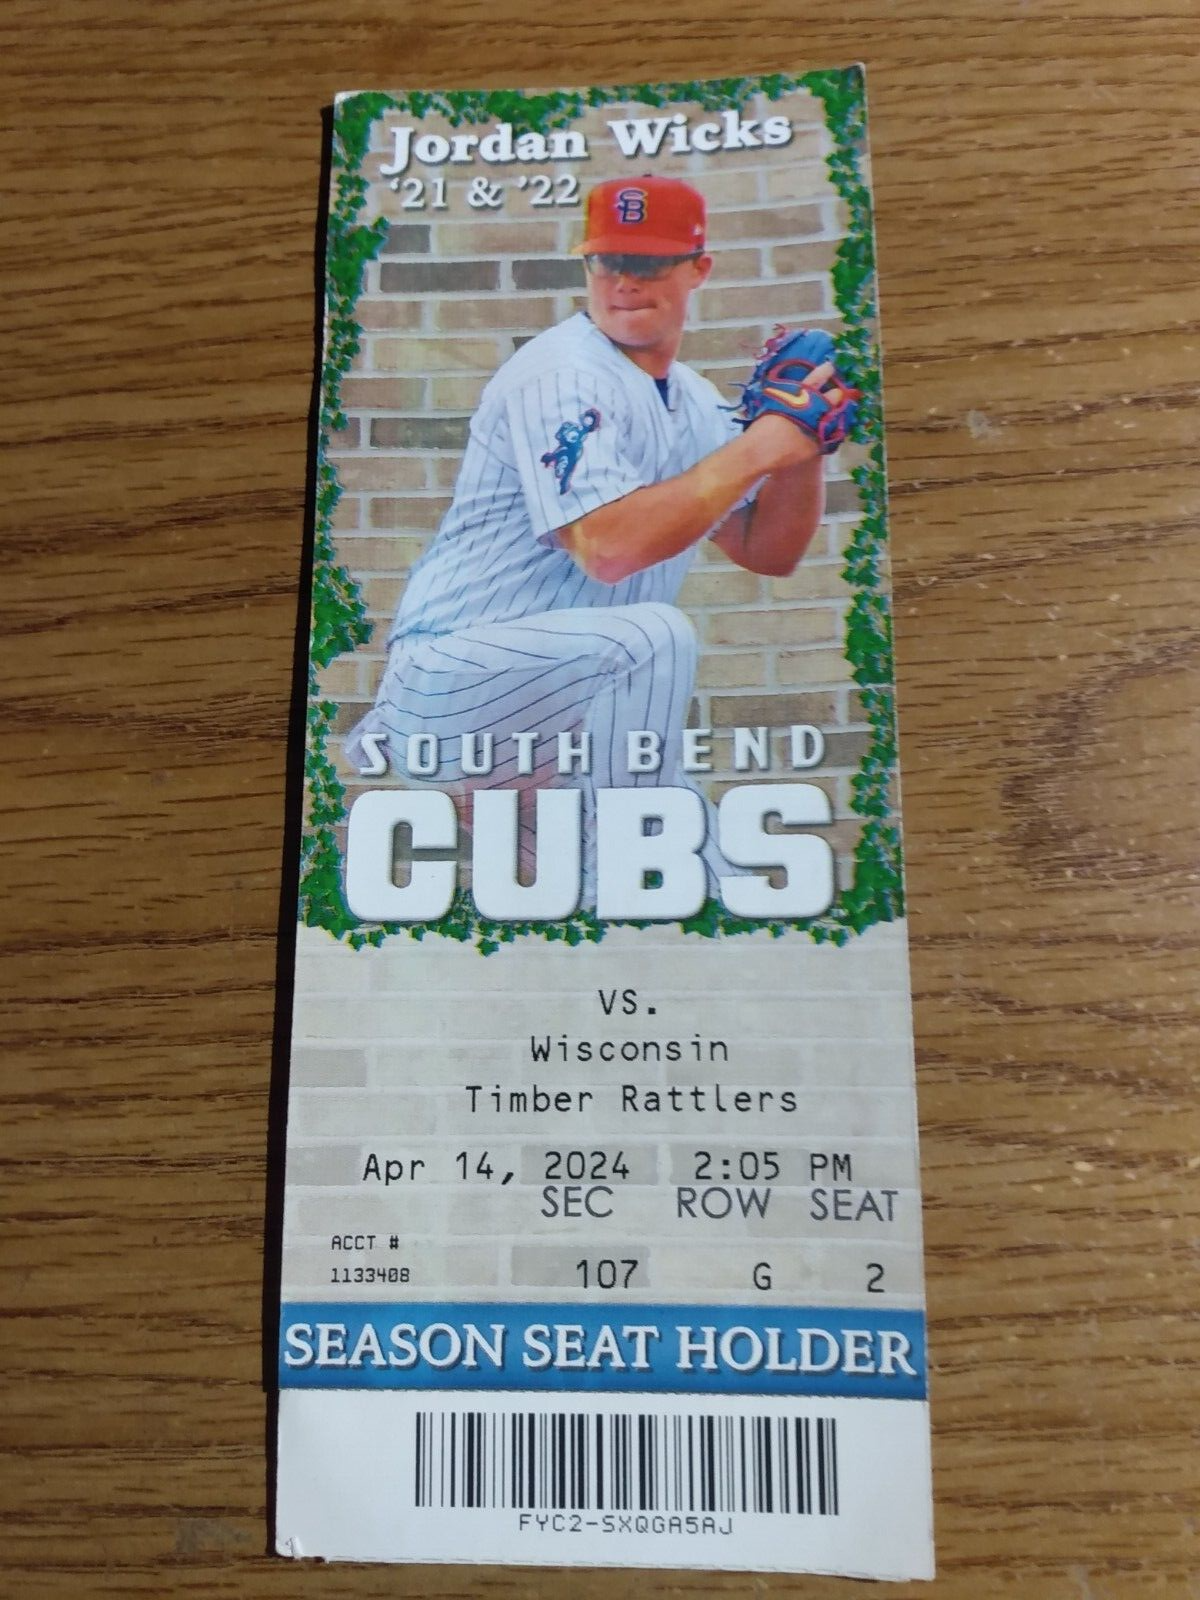 Jordan Wicks
'21 & '22
SB
SOUTH BEND
CUBS
VS.
Wisconsin
Timber Rattlers
Apr 14, 2024 2:05 PM
SEC ROW SEAT
ACCT #
1133408 107 G 2
SEASON SEAT HOLDER
FYC2-SXQGA5AJ